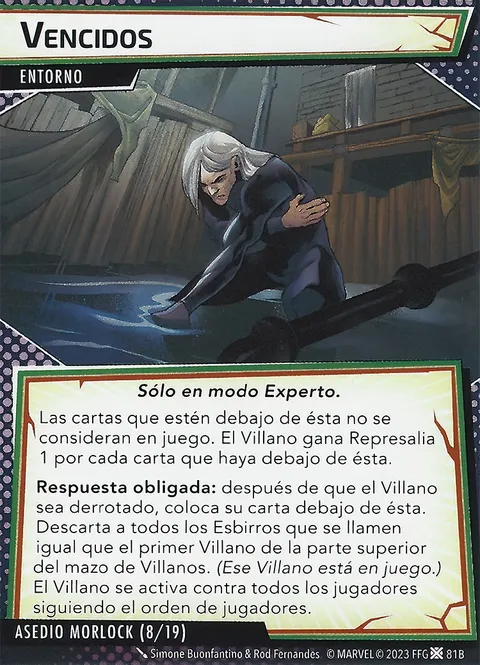 VENCIDOS
ENTORNO
Sólo en modo Experto.
Las cartas que estén debajo de ésta no se
consideran en juego. El Villano gana Represalia
1 por cada carta que haya debajo de ésta.
Respuesta obligada: después de que el Villano
sea derrotado, coloca su carta debajo de ésta.
Descarta a todos los Esbirros que se llamen
igual que el primer Villano de la parte superior
del mazo de Villanos. (Ese Villano está en juego.)
El Villano se activa contra todos los jugadores
siguiendo el orden de jugadores.
ASEDIO MORLOCK (8/19)
Simone Buonfantino & Rod Fernandes © MARVEL © 2023 FFG 81B